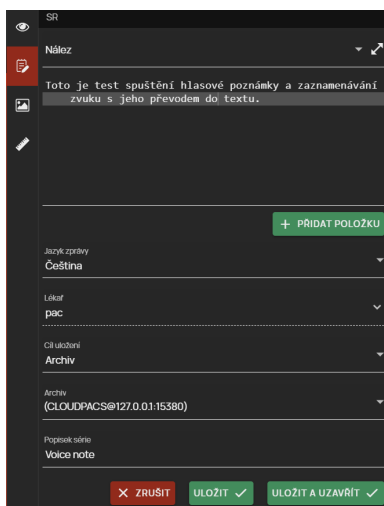 SR
Nález
Toto je test spuštění hlasové poznámky a zaznamenávání
zvuku s jeho převodem do textu.
+ PŘIDAT POLOŽKU
Jazyk zprávy
Čeština
Lékař
pac
Cíl uložení
Archiv
Archiv
(CLOUDPACS@127.0.0.1:15380)
Popisek série
Voice note
ZRUŠIT ULOŽIT ULOŽIT A UZAVŘÍT